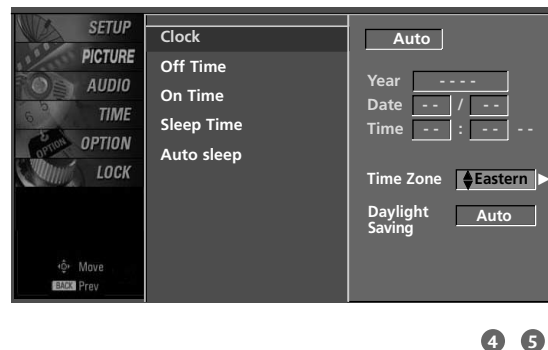 SETUP
PICTURE
AUDIO
TIME
OPTION
LOCK
Move
BACK Prev
Clock
Off Time
On Time
Sleep Time
Auto sleep
Auto
Year - - - -
Date - - / - -
Time - - : - - - -
Time Zone Eastern
Daylight Saving Auto
4 5